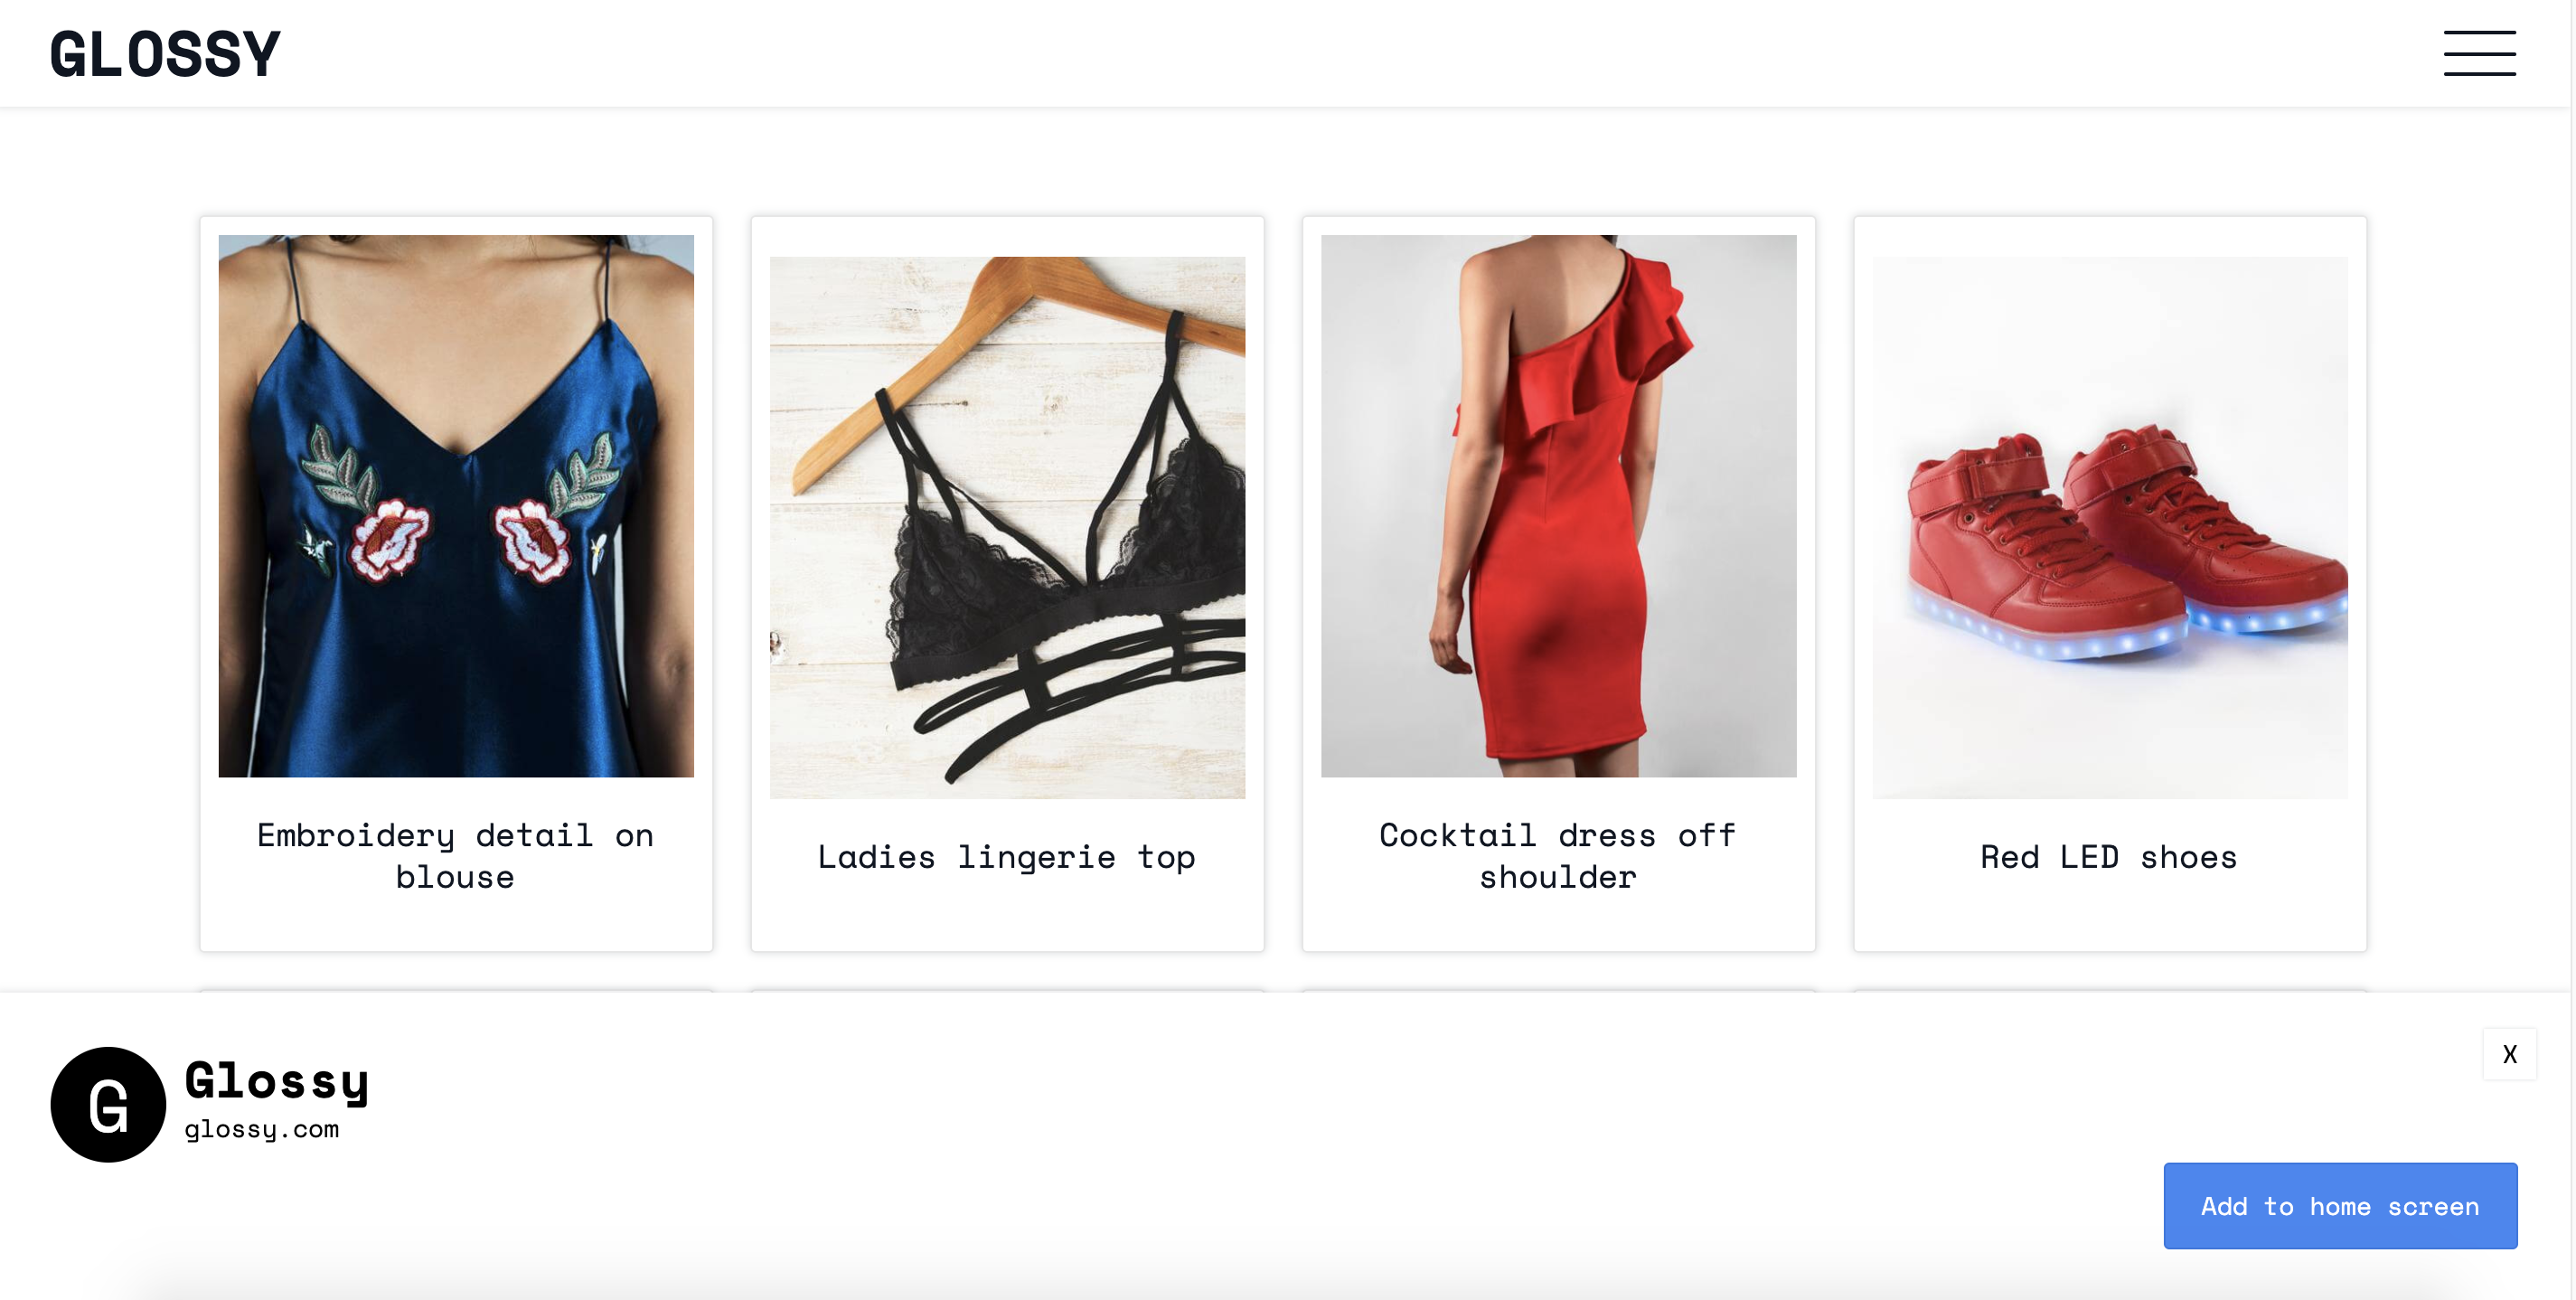 GLOSSY
Embroidery detail on
blouse
Ladies lingerie top
Cocktail dress off
shoulder
Red LED shoes
G
Glossy
glossy.com
X
Add to home screen